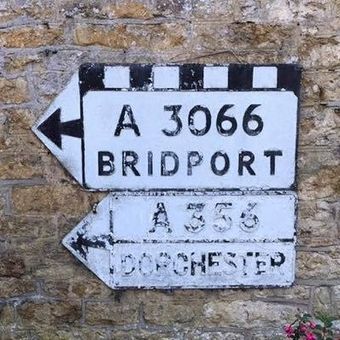 A 3066
BRIDPORT
A 356
DORCHESTER